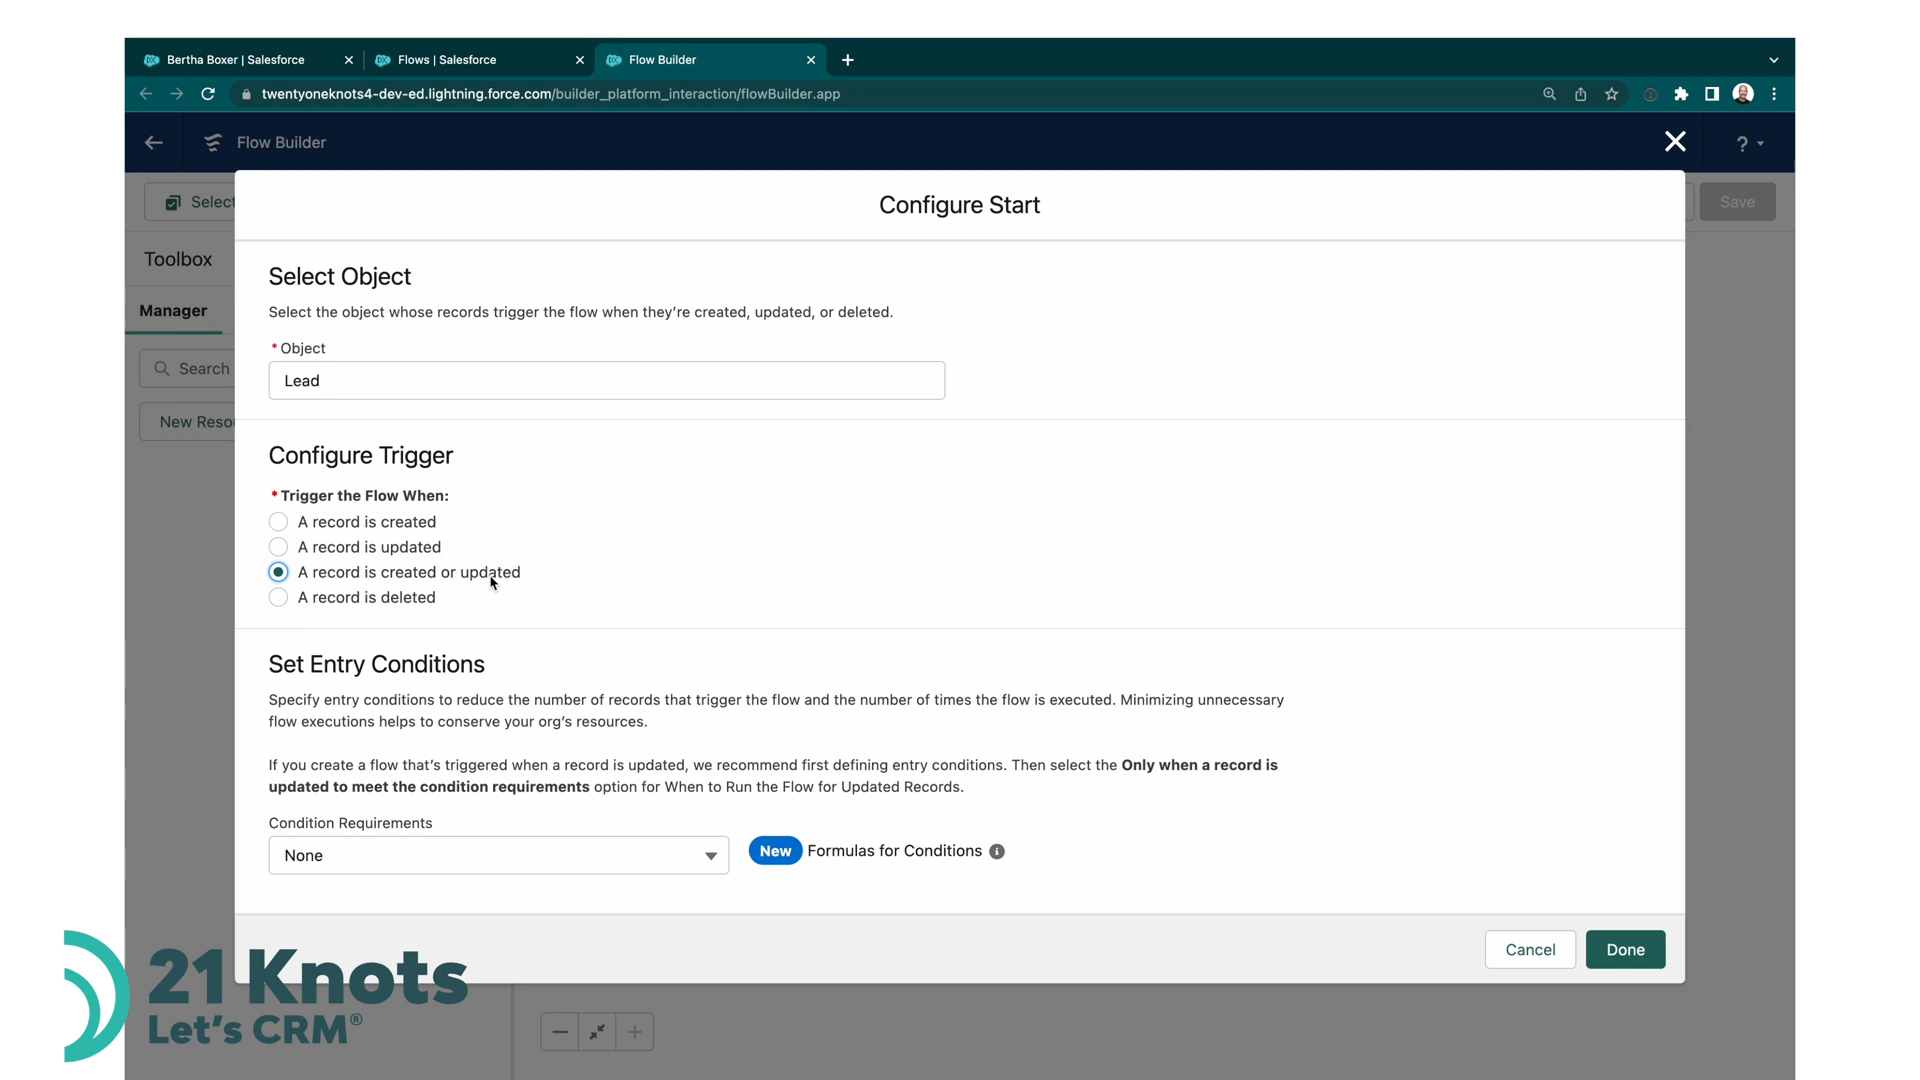 Bertha Boxer | Salesforce
Flows | Salesforce
Flow Builder
twentyoneknots4-dev-ed.lightning.force.com/builder_platform_interaction/flowBuilder.app
Flow Builder
?
Select
Save
Configure Start
Toolbox
Manager
Search
New Reso
Select Object
Select the object whose records trigger the flow when they’re created, updated, or deleted.
* Object
Lead
Configure Trigger
* Trigger the Flow When:
A record is created
A record is updated
A record is created or updated
A record is deleted
Set Entry Conditions
Specify entry conditions to reduce the number of records that trigger the flow and the number of times the flow is executed. Minimizing unnecessary
flow executions helps to conserve your org’s resources.
If you create a flow that’s triggered when a record is updated, we recommend first defining entry conditions. Then select the Only when a record is
updated to meet the condition requirements option for When to Run the Flow for Updated Records.
Condition Requirements
None
New Formulas for Conditions
Cancel
Done
21 Knots
Let’s CRM®